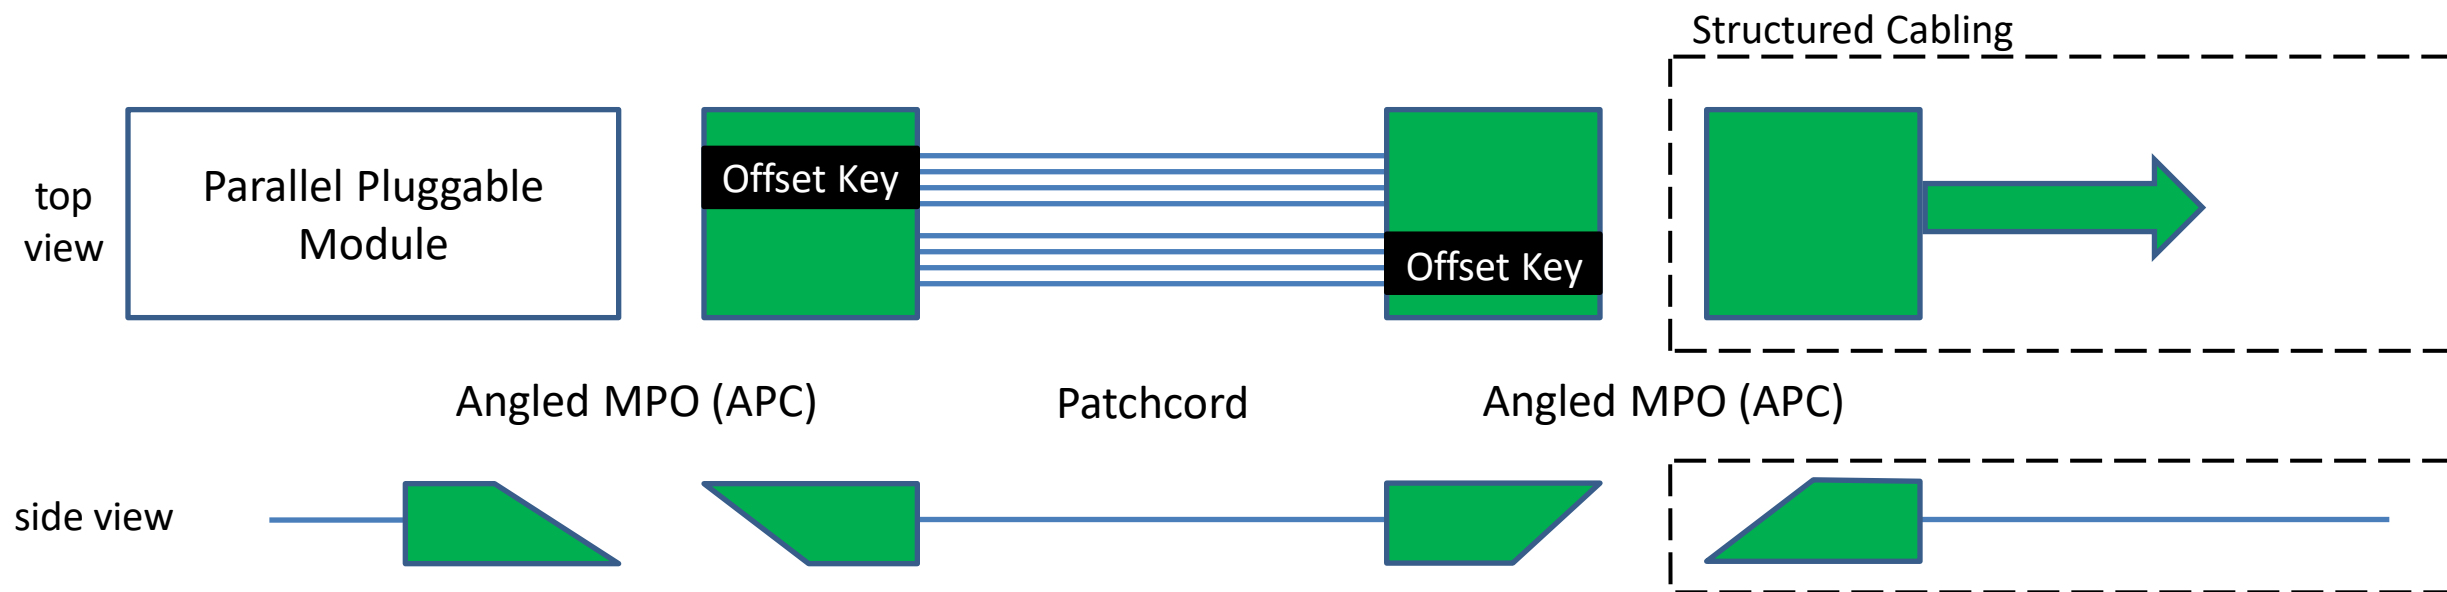 Structured Cabling
top
view
Parallel Pluggable
Module
Offset Key
Offset Key
Angled MPO (APC)
Patchcord
Angled MPO (APC)
side view